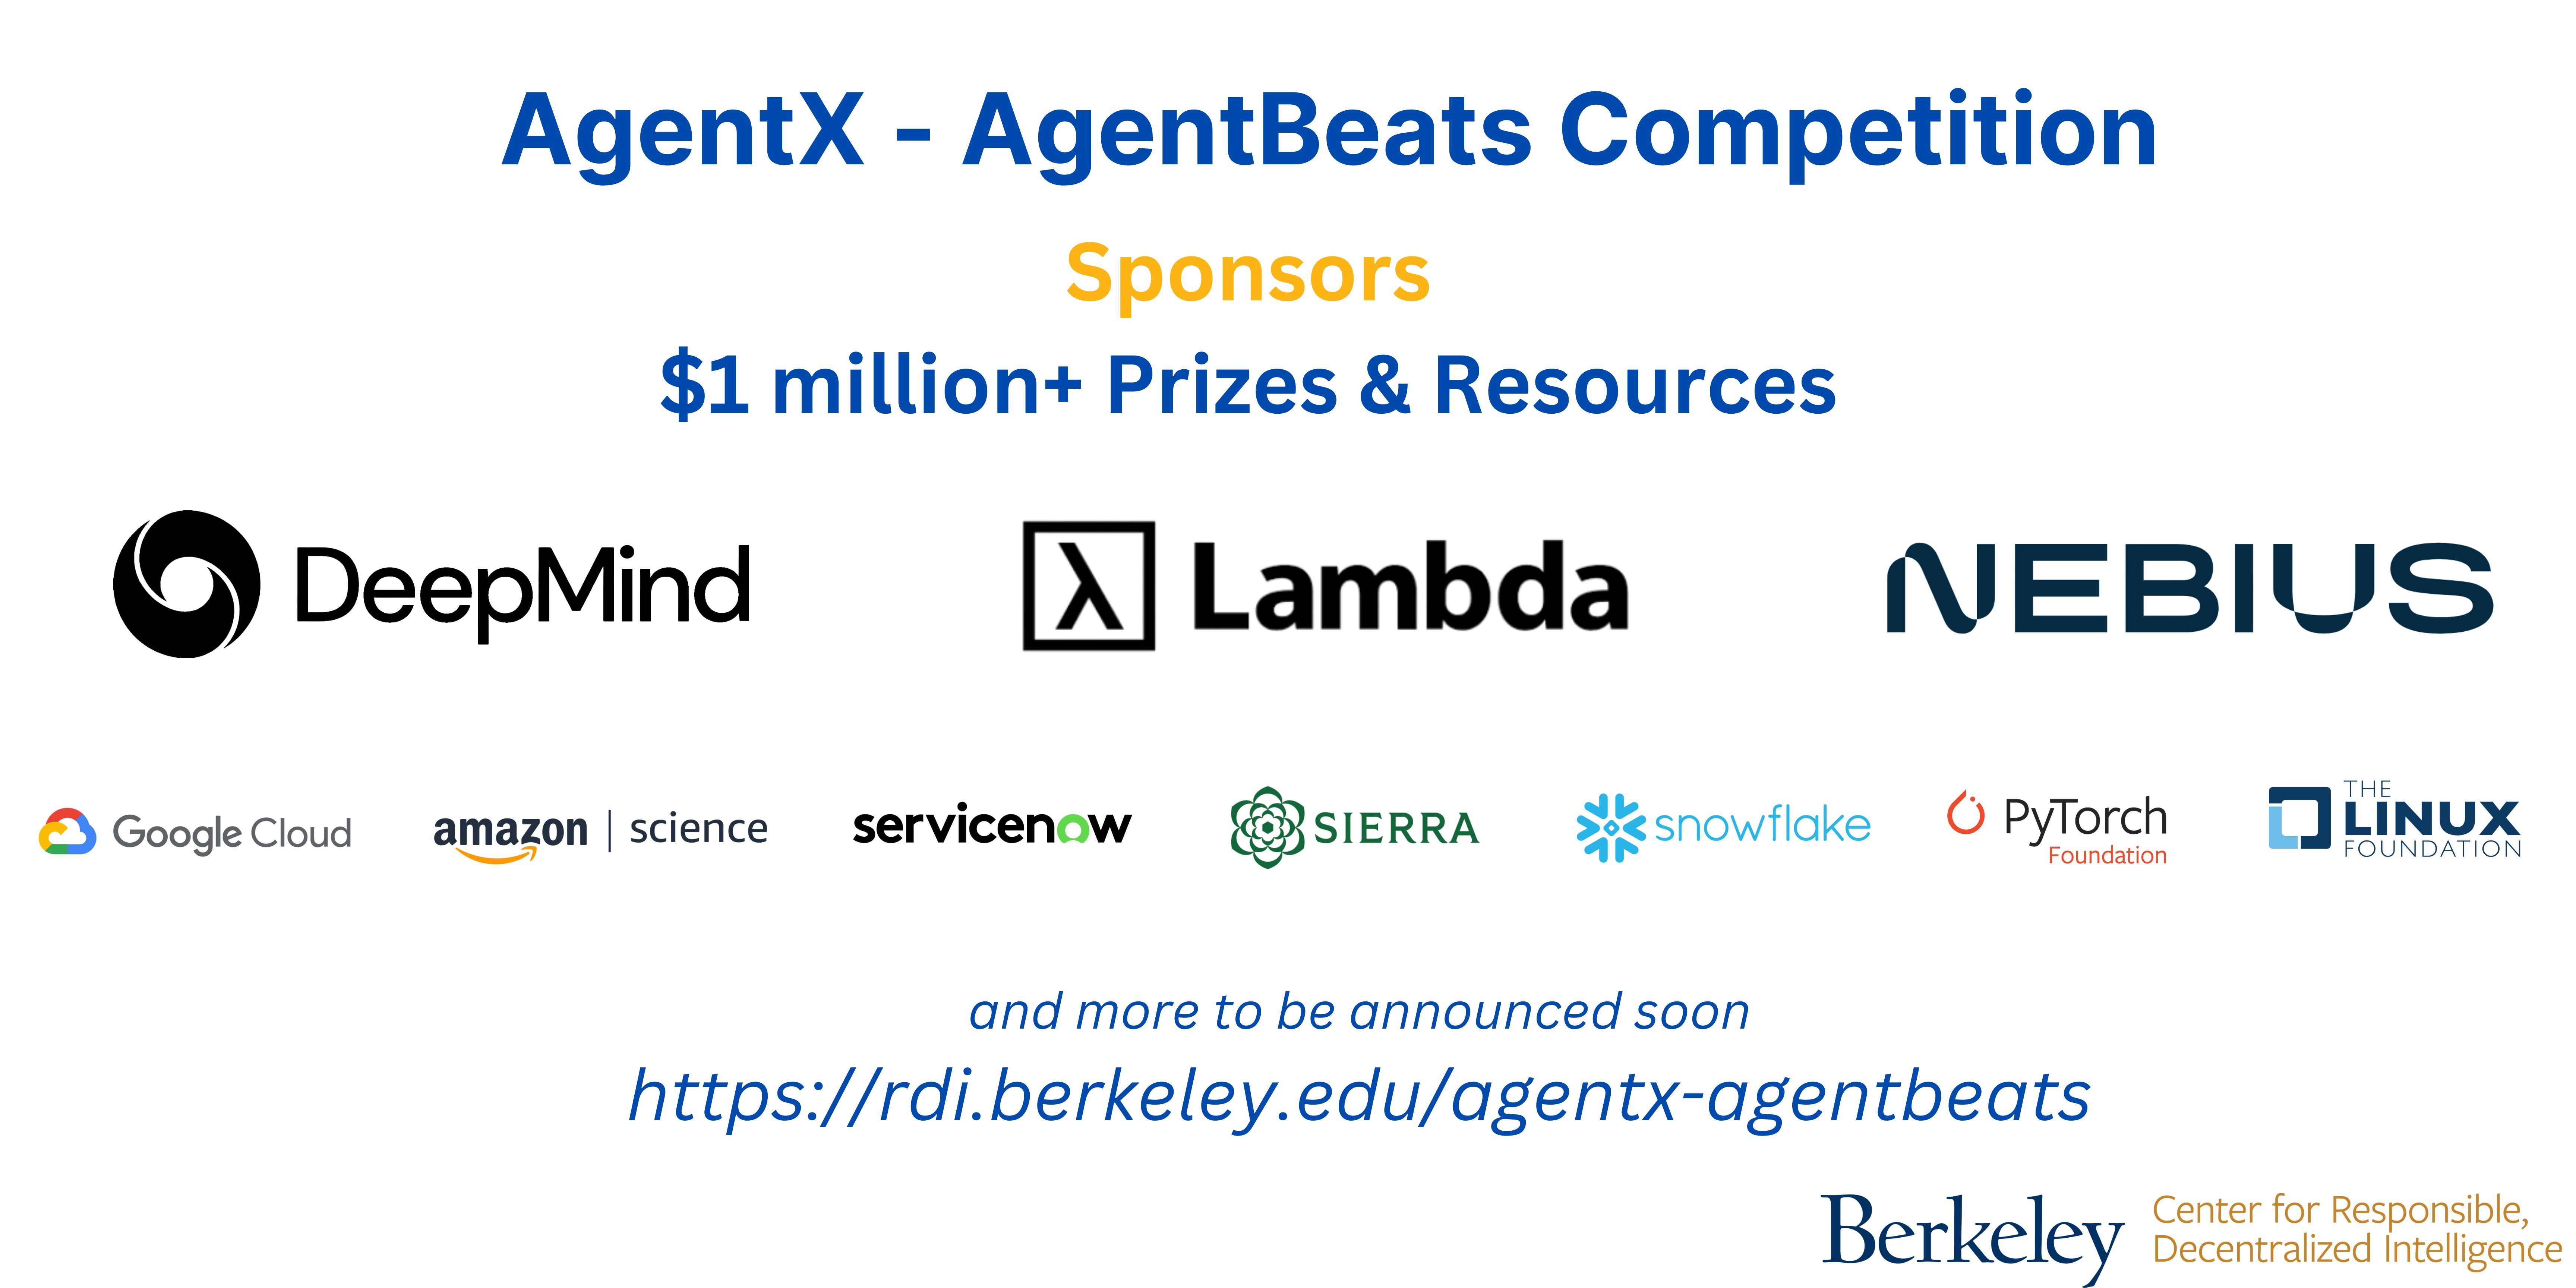 AgentX - AgentBeats Competition
Sponsors
$1 million+ Prizes & Resources
DeepMind
λ Lambda
NEBIUS
Google Cloud
amazon | science
servicenow
SIERRA
snowflake
PyTorch
Foundation
THE
LINUX
FOUNDATION
and more to be announced soon
https://rdi.berkeley.edu/agentx-agentbeats
Berkeley
Center for Responsible,
Decentralized Intelligence